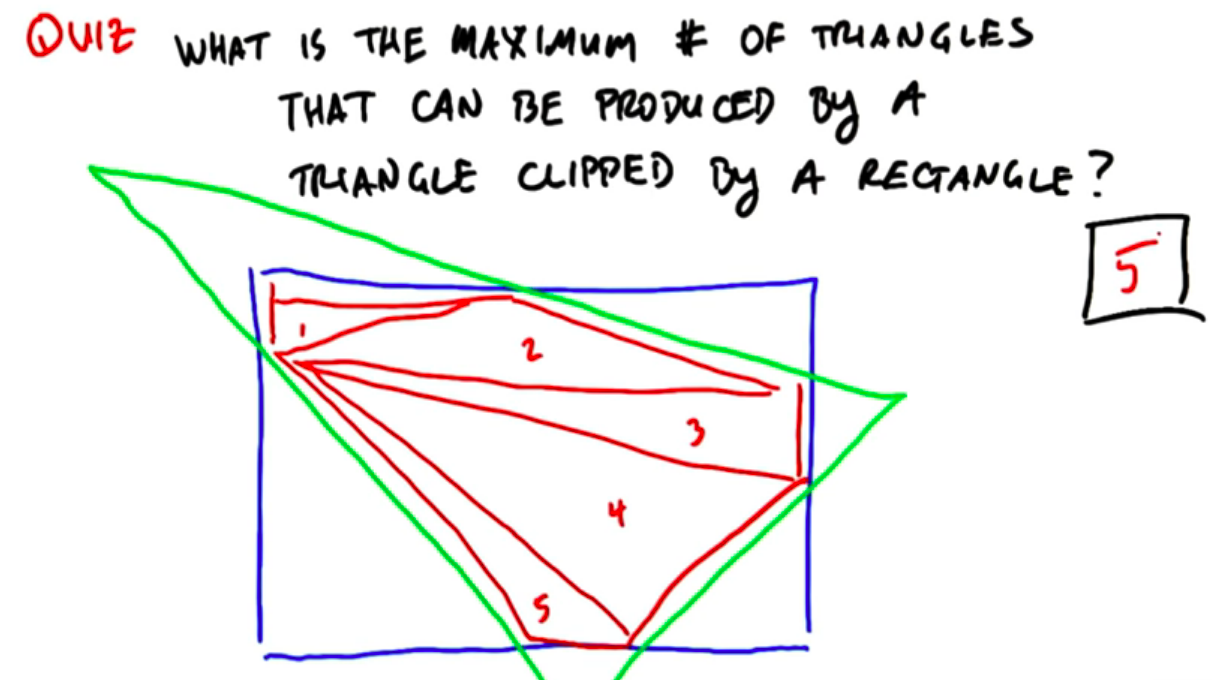 QUIZ WHAT IS THE MAXIMUM # OF TRIANGLES
THAT CAN BE PRODUCED BY A
TRIANGLE CLIPPED BY A RECTANGLE?
5
1
2
3
4
5